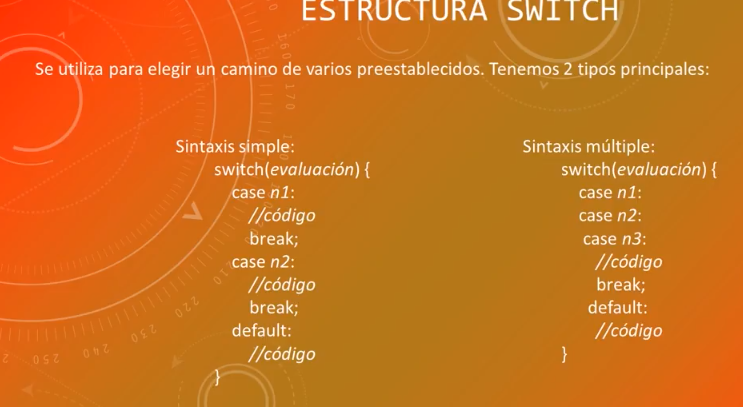 ESTRUCTURA SWITCH
Se utiliza para elegir un camino de varios preestablecidos. Tenemos 2 tipos principales:
Sintaxis simple:
switch(evaluación) {
case n1:
//código
break;
case n2:
//código
break;
default:
//código
}
Sintaxis múltiple:
switch(evaluación) {
case n1:
case n2:
case n3:
//código
break;
default:
//código
}
160
170
210
220
230
240
250